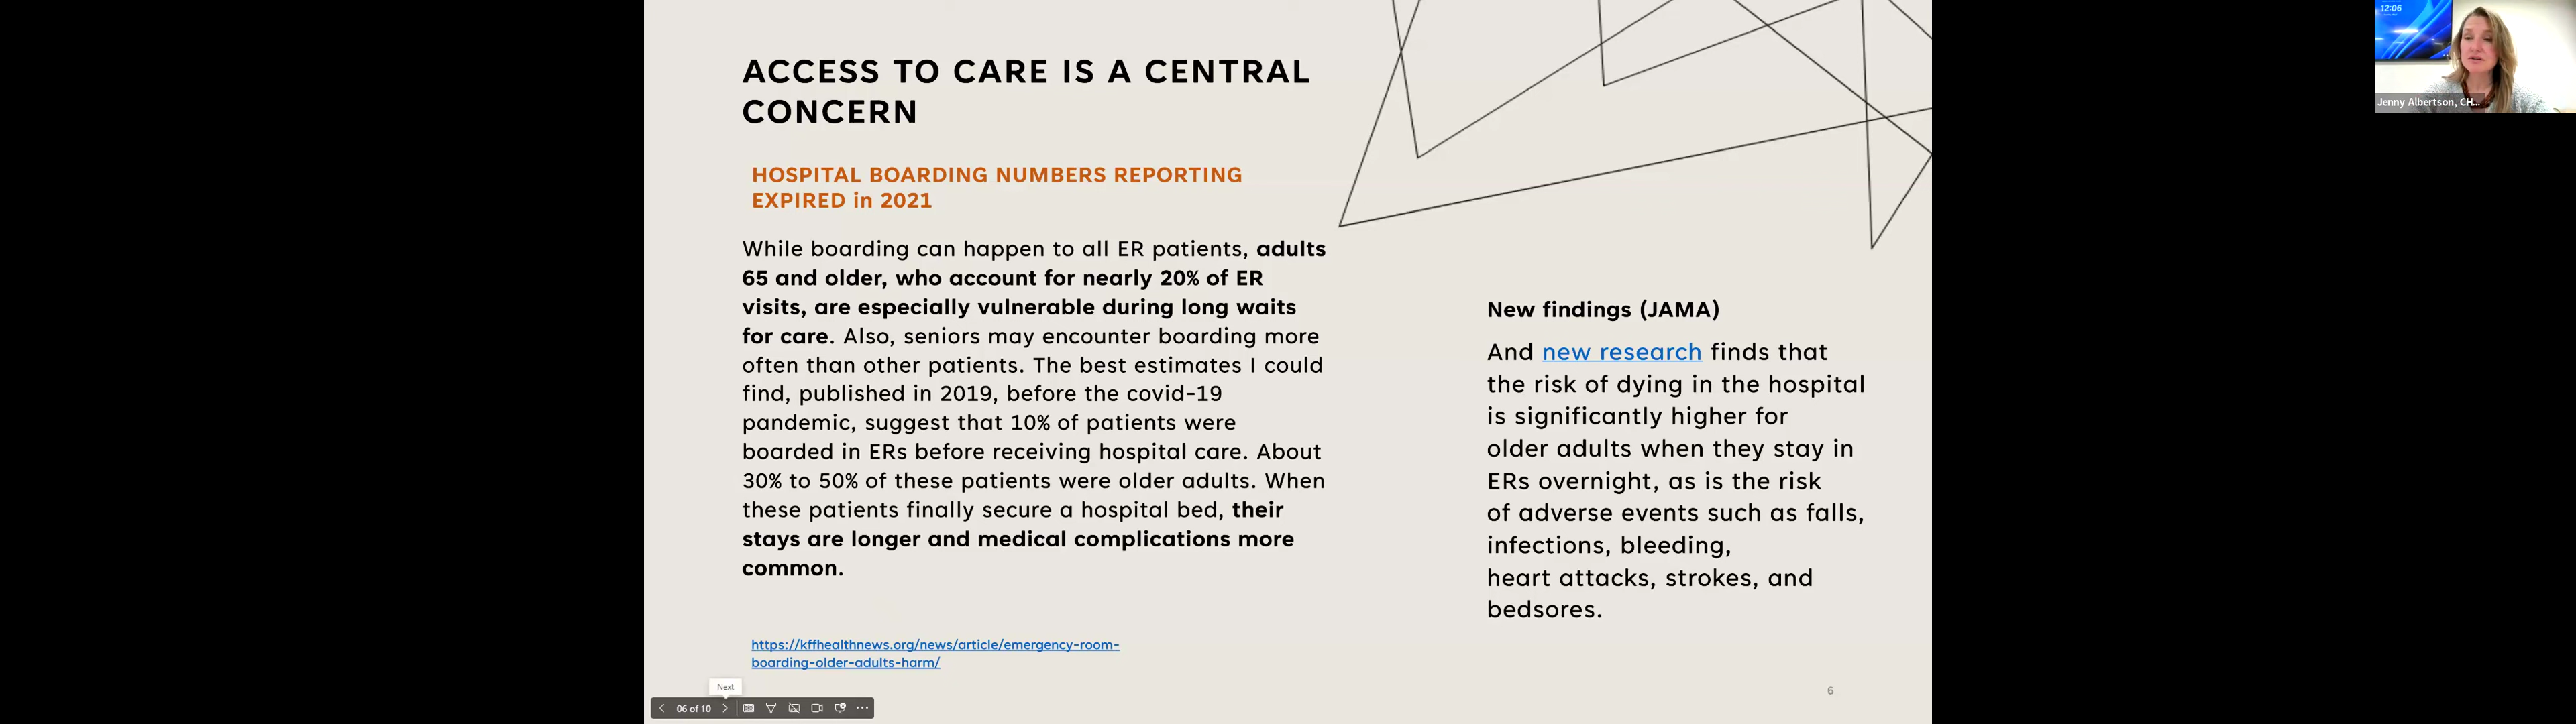 ACCESS TO CARE IS A CENTRAL
CONCERN
HOSPITAL BOARDING NUMBERS REPORTING
EXPIRED in 2021
While boarding can happen to all ER patients, adults
65 and older, who account for nearly 20% of ER
visits, are especially vulnerable during long waits
for care. Also, seniors may encounter boarding more
often than other patients. The best estimates I could
find, published in 2019, before the covid-19
pandemic, suggest that 10% of patients were
boarded in ERs before receiving hospital care. About
30% to 50% of these patients were older adults. When
these patients finally secure a hospital bed, their
stays are longer and medical complications more
common.
https://kffhealthnews.org/news/article/emergency-room-
boarding-older-adults-harm/
New findings (JAMA)
And new research finds that
the risk of dying in the hospital
is significantly higher for
older adults when they stay in
ERs overnight, as is the risk
of adverse events such as falls,
infections, bleeding,
heart attacks, strokes, and
bedsores.
6
Next
06 of 10
12:06
Jenny Albertson, CH...